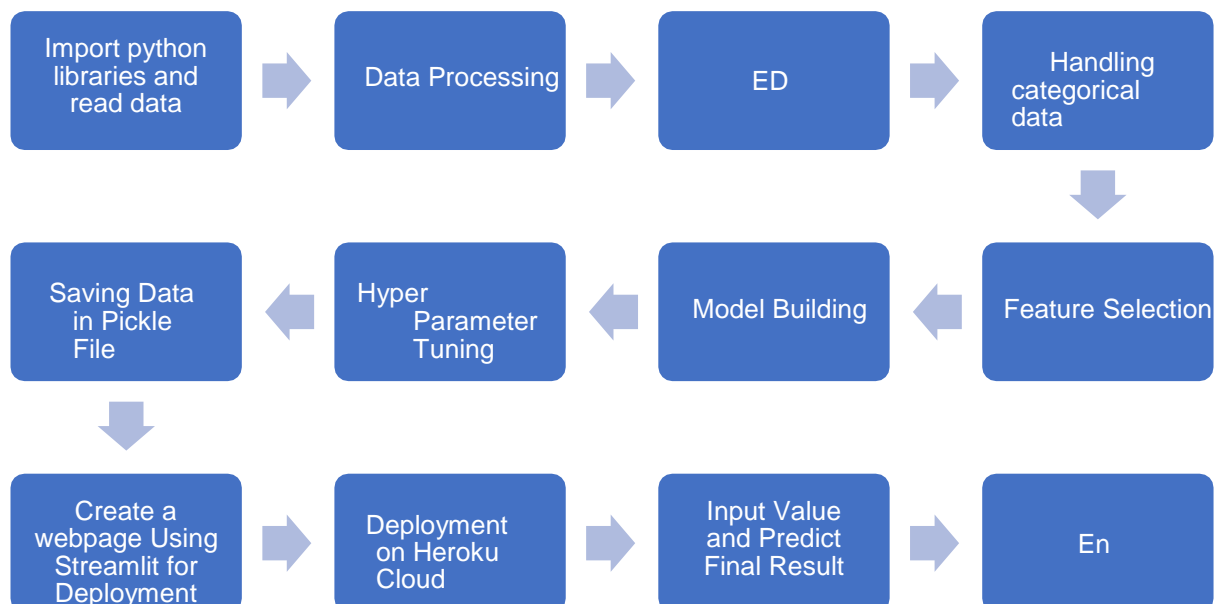 Import python
libraries and
read data
Data Processing
ED
Handling
categorical
data
Feature Selection
Model Building
Hyper
Parameter
Tuning
Saving Data
in Pickle
File
Create a
webpage Using
Streamlit for
Deployment
Deployment
on Heroku
Cloud
Input Value
and Predict
Final Result
En